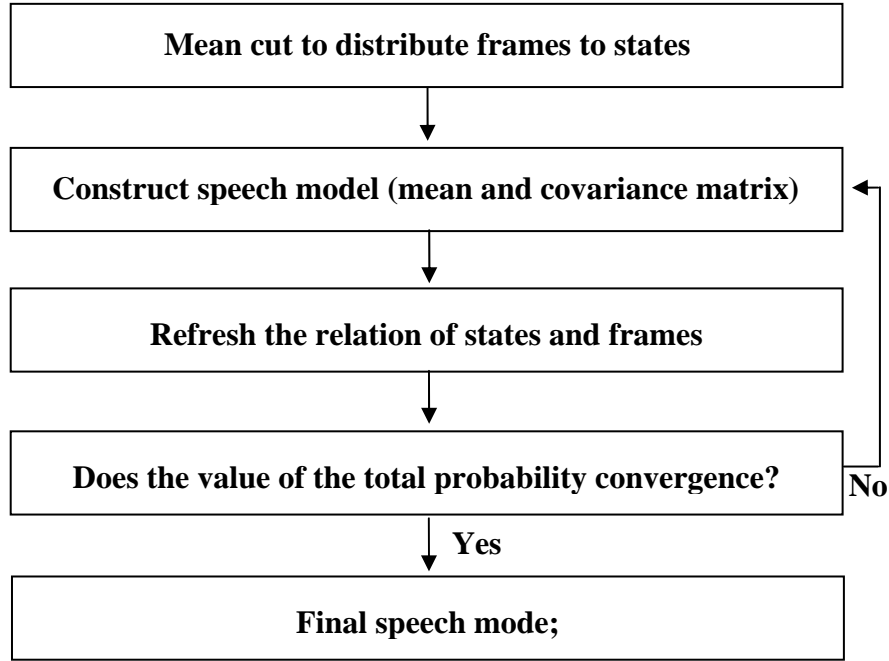 Mean cut to distribute frames to states
Construct speech model (mean and covariance matrix)
Refresh the relation of states and frames
Does the value of the total probability convergence?
No
Yes
Final speech mode;